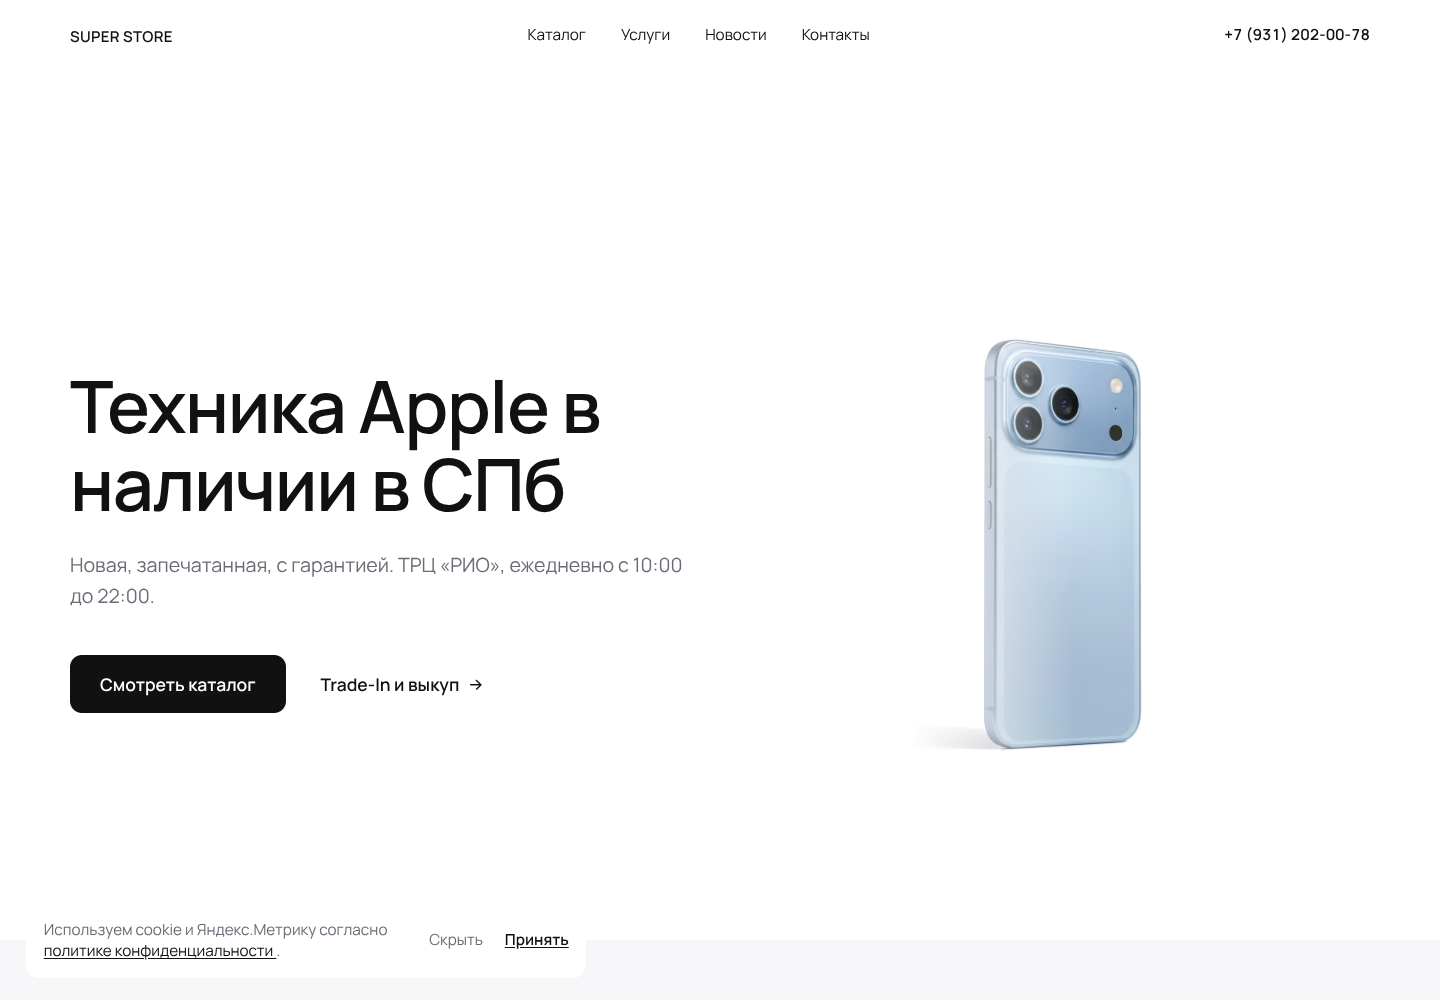 SUPER STORE
Каталог
Услуги
Новости
Контакты
+7 (931) 202-00-78
Техника Apple в
наличии в СПб
Новая, запечатанная, с гарантией. ТРЦ «РИО», ежедневно с 10:00
до 22:00.
Смотреть каталог
Trade-In и выкуп →
Используем cookie и Яндекс.Метрику согласно
политике конфиденциальности .
Скрыть
Принять